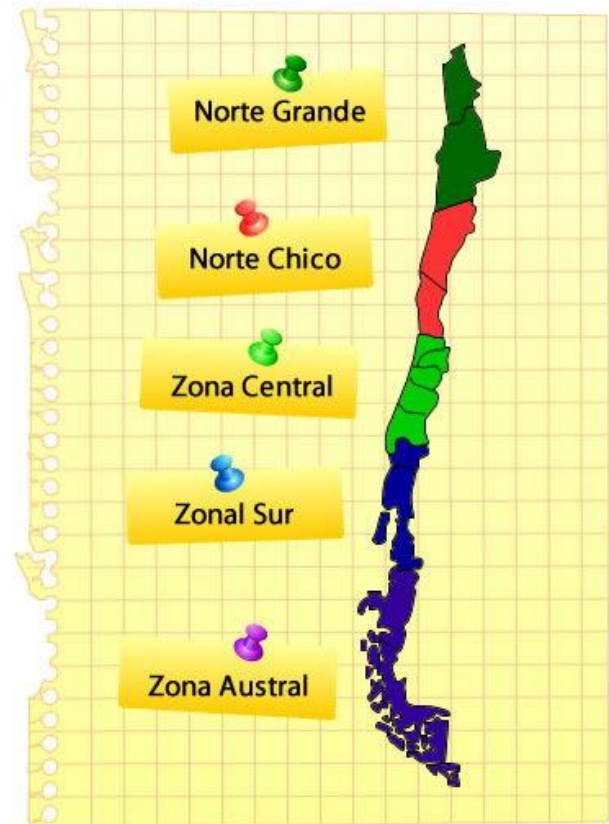 Norte Grande
Norte Chico
Zona Central
Zonal Sur
Zona Austral